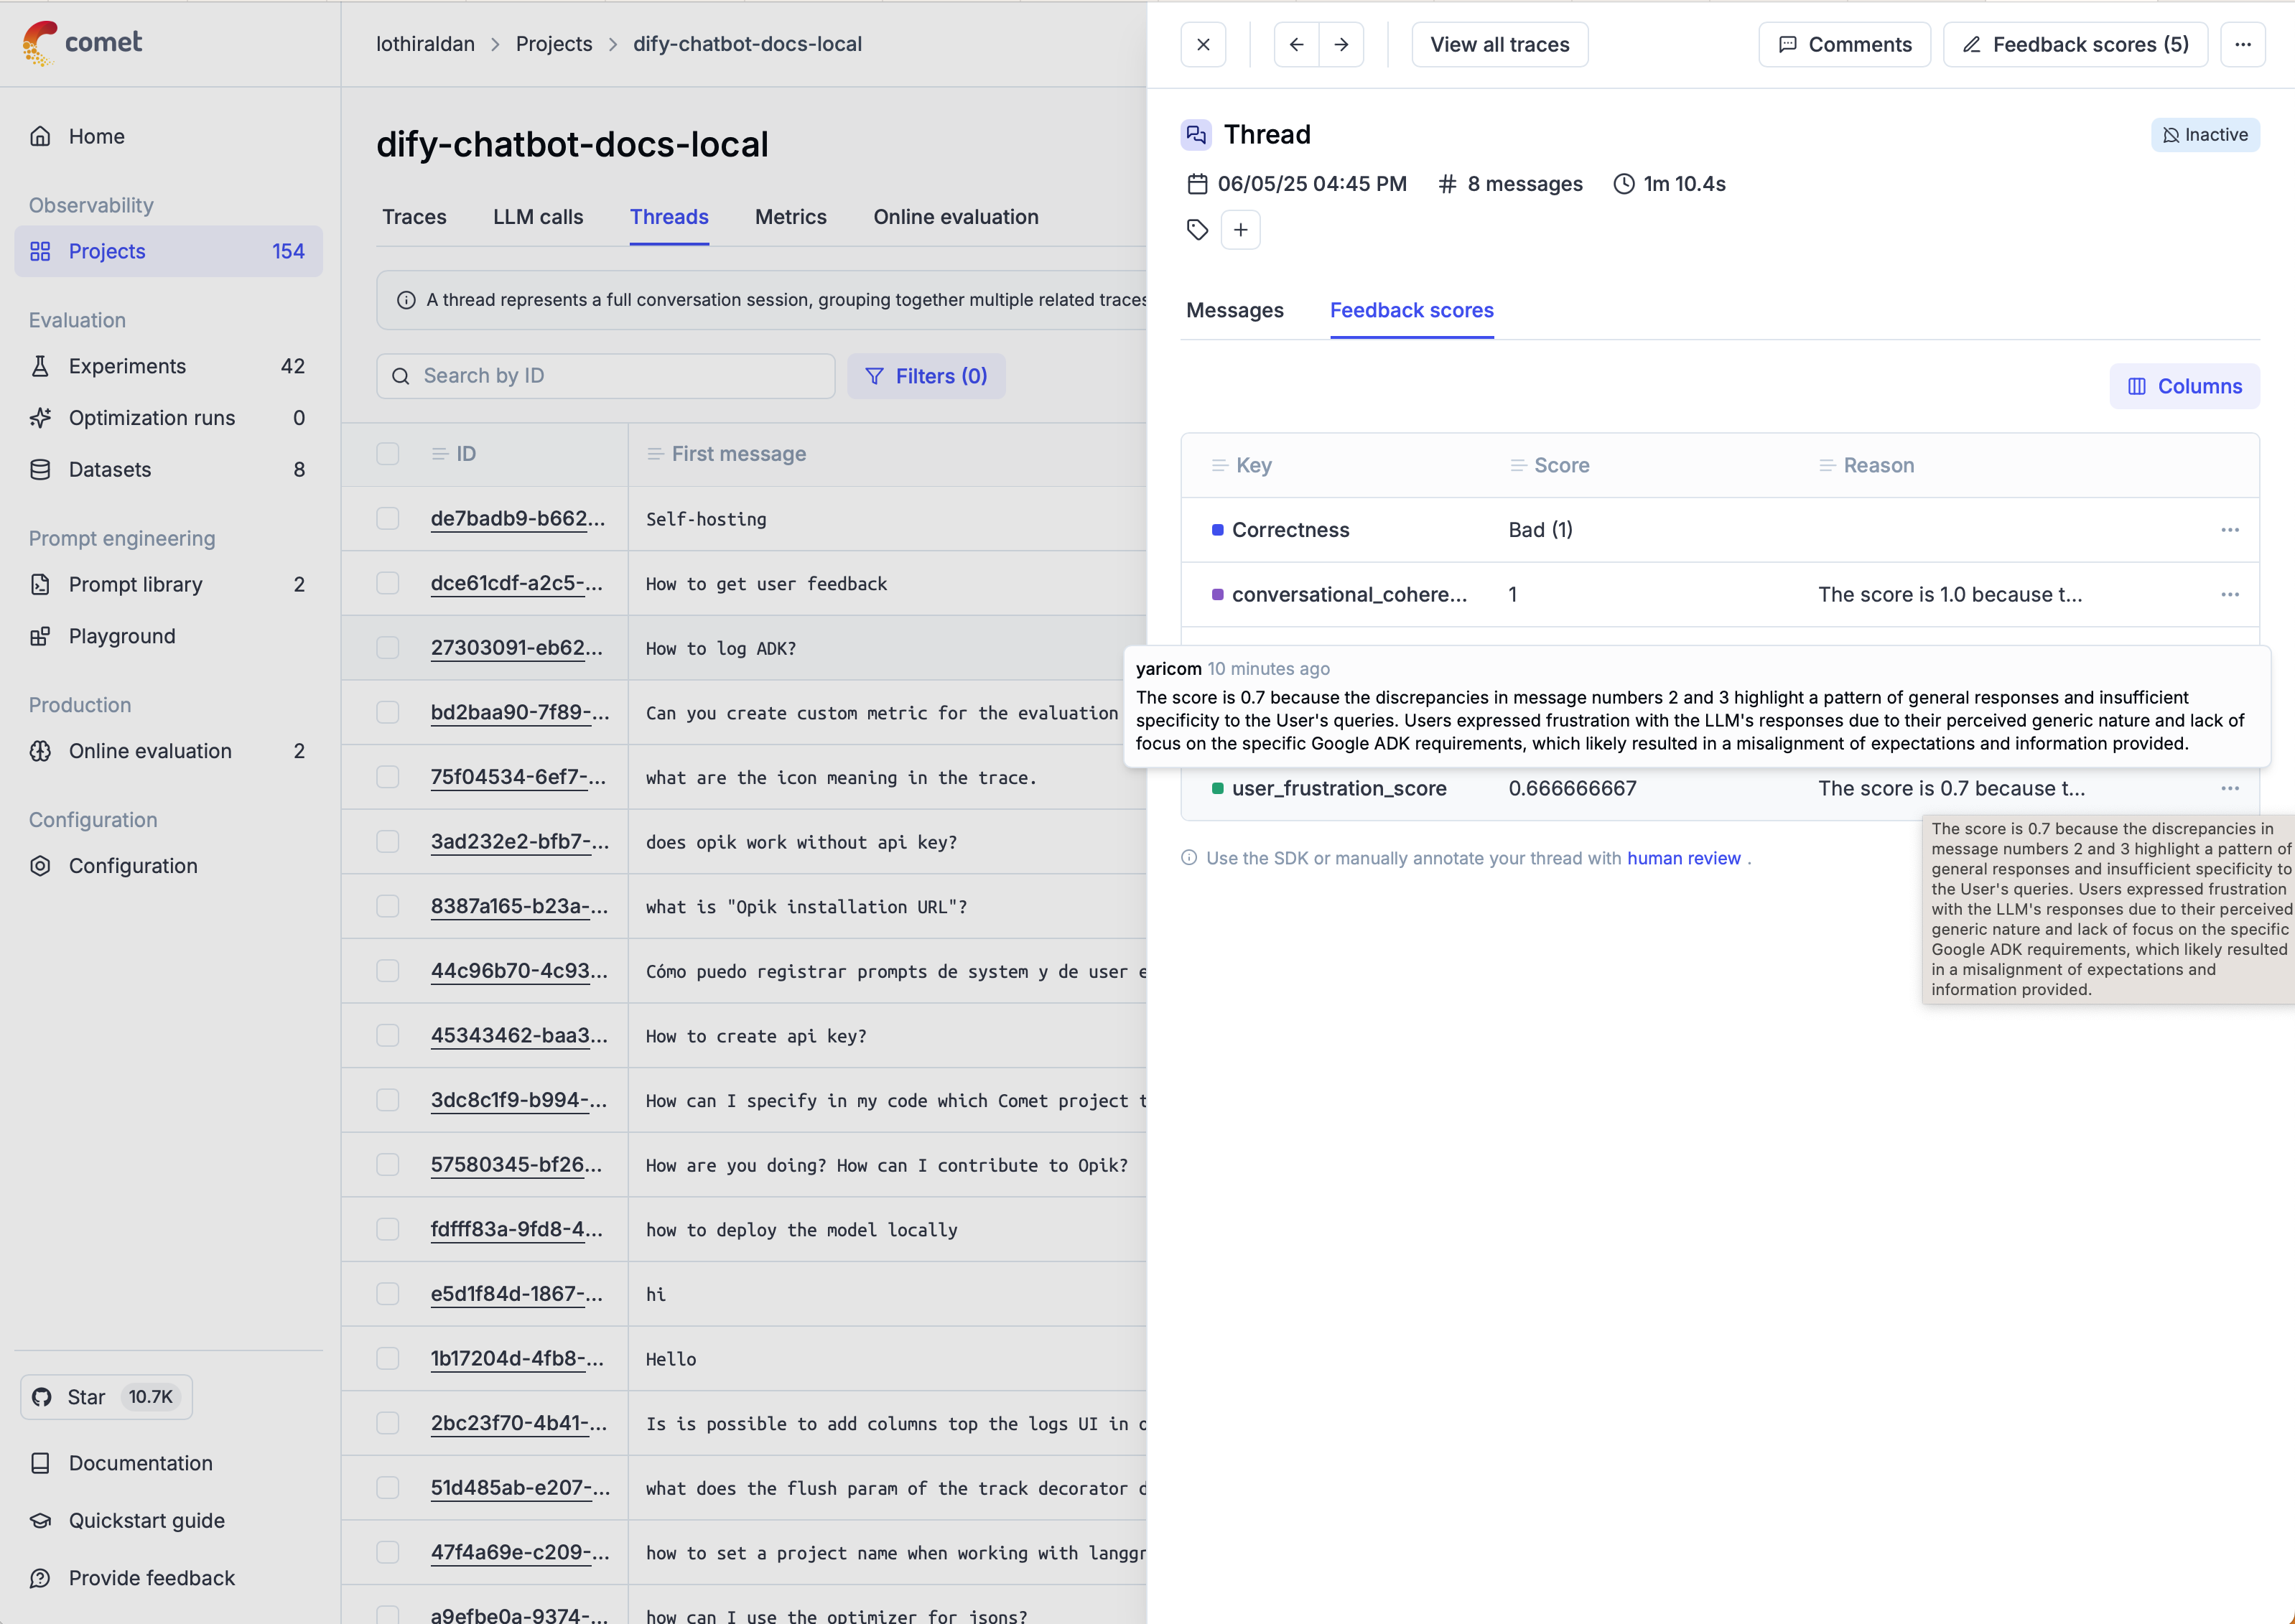 comet
Home
Observability
Projects 154
Evaluation
Experiments 42
Optimization runs 0
Datasets 8
Prompt engineering
Prompt library 2
Playground
Production
Online evaluation 2
Configuration
Configuration
Star 10.7K
Documentation
Quickstart guide
Provide feedback
lothiraldan > Projects > dify-chatbot-docs-local
dify-chatbot-docs-local
Traces LLM calls Threads Metrics Online evaluation
A thread represents a full conversation session, grouping together multiple related traces
Search by ID Filters (0)
ID First message
de7badb9-b662... Self-hosting
dce61cdf-a2c5-... How to get user feedback
27303091-eb62... How to log ADK?
bd2baa90-7f89-... Can you create custom metric for the evaluation
75f04534-6ef7-... what are the icon meaning in the trace.
3ad232e2-bfb7-... does opik work without api key?
8387a165-b23a-... what is "Opik installation URL"?
44c96b70-4c93... Cómo puedo registrar prompts de system y de user e
45343462-baa3... How to create api key?
3dc8c1f9-b994-... How can I specify in my code which Comet project t
57580345-bf26... How are you doing? How can I contribute to Opik?
fdfff83a-9fd8-4... how to deploy the model locally
e5d1f84d-1867-... hi
1b17204d-4fb8-... Hello
2bc23f70-4b41-... Is is possible to add columns top the logs UI in o
51d485ab-e207-... what does the flush param of the track decorator d
47f4a69e-c209-... how to set a project name when working with langgr
a9efbe0a-9374-... how can I use the optimizer for jsons?
View all traces Comments Feedback scores (5) ...
Thread Inactive
06/05/25 04:45 PM # 8 messages 1m 10.4s
+
Messages Feedback scores
Columns
Key Score Reason
Correctness Bad (1) ...
conversational_cohere... 1 The score is 1.0 because t... ...
yaricom 10 minutes ago
The score is 0.7 because the discrepancies in message numbers 2 and 3 highlight a pattern of general responses and insufficient
specificity to the User's queries. Users expressed frustration with the LLM's responses due to their perceived generic nature and lack of
focus on the specific Google ADK requirements, which likely resulted in a misalignment of expectations and information provided.
user_frustration_score 0.666666667 The score is 0.7 because t... ...
Use the SDK or manually annotate your thread with human review .
The score is 0.7 because the discrepancies in
message numbers 2 and 3 highlight a pattern of
general responses and insufficient specificity to
the User's queries. Users expressed frustration
with the LLM's responses due to their perceived
generic nature and lack of focus on the specific
Google ADK requirements, which likely resulted
in a misalignment of expectations and
information provided.